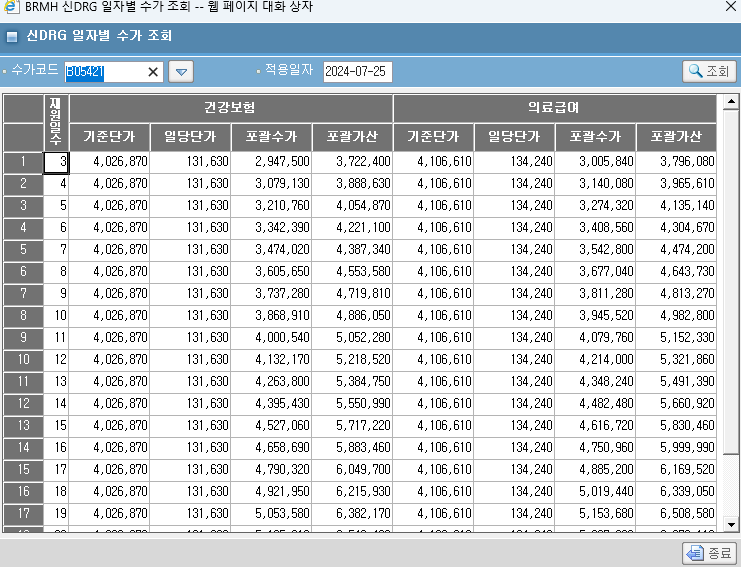 BRMH 신DRG 일자별 수가 조회 -- 웹 페이지 대화 상자
신DRG 일자별 수가 조회
수가코드 B05421 적용일자 2024-07-25 조회
재원일수 건강보험 의료급여
기준단가 일당단가 포괄수가 포괄가산 기준단가 일당단가 포괄수가 포괄가산
1 3 4,026,870 131,630 2,947,500 3,722,400 4,106,610 134,240 3,005,840 3,796,080
2 4 4,026,870 131,630 3,079,130 3,888,630 4,106,610 134,240 3,140,080 3,965,610
3 5 4,026,870 131,630 3,210,760 4,054,870 4,106,610 134,240 3,274,320 4,135,140
4 6 4,026,870 131,630 3,342,390 4,221,100 4,106,610 134,240 3,408,560 4,304,670
5 7 4,026,870 131,630 3,474,020 4,387,340 4,106,610 134,240 3,542,800 4,474,200
6 8 4,026,870 131,630 3,605,650 4,553,580 4,106,610 134,240 3,677,040 4,643,730
7 9 4,026,870 131,630 3,737,280 4,719,810 4,106,610 134,240 3,811,280 4,813,270
8 10 4,026,870 131,630 3,868,910 4,886,050 4,106,610 134,240 3,945,520 4,982,800
9 11 4,026,870 131,630 4,000,540 5,052,280 4,106,610 134,240 4,079,760 5,152,330
10 12 4,026,870 131,630 4,132,170 5,218,520 4,106,610 134,240 4,214,000 5,321,860
11 13 4,026,870 131,630 4,263,800 5,384,750 4,106,610 134,240 4,348,240 5,491,390
12 14 4,026,870 131,630 4,395,430 5,550,990 4,106,610 134,240 4,482,480 5,660,920
13 15 4,026,870 131,630 4,527,060 5,717,220 4,106,610 134,240 4,616,720 5,830,460
14 16 4,026,870 131,630 4,658,690 5,883,460 4,106,610 134,240 4,750,960 5,999,990
15 17 4,026,870 131,630 4,790,320 6,049,700 4,106,610 134,240 4,885,200 6,169,520
16 18 4,026,870 131,630 4,921,950 6,215,930 4,106,610 134,240 5,019,440 6,339,050
17 19 4,026,870 131,630 5,053,580 6,382,170 4,106,610 134,240 5,153,680 6,508,580
종료